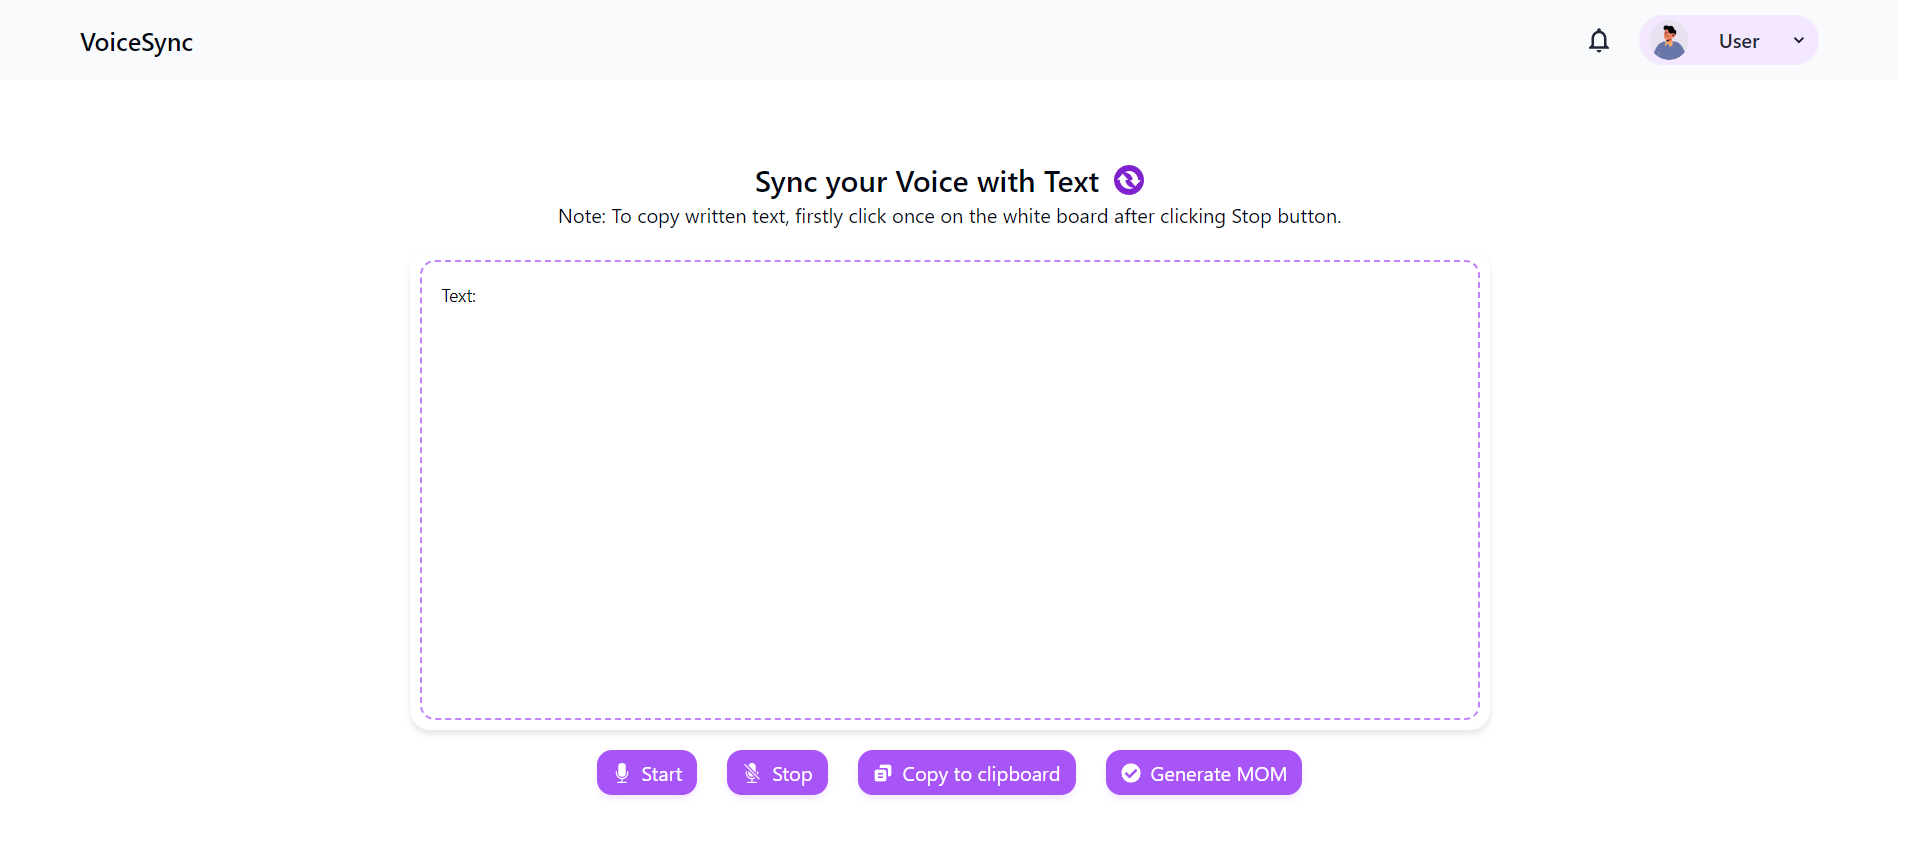 VoiceSync
User
Sync your Voice with Text
Note: To copy written text, firstly click once on the white board after clicking Stop button.
Text:
Start
Stop
Copy to clipboard
Generate MOM